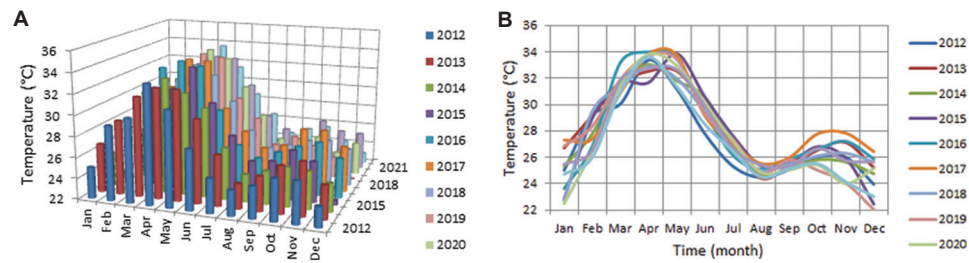 A
Temperature (°C)
36
34
32
30
28
26
24
22
Jan
Feb
Mar
Apr
May
Jun
Jul
Aug
Sep
Oct
Nov
Dec
2012
2015
2018
2021
2012
2013
2014
2015
2016
2017
2018
2019
2020
B
Temperature (°C)
36
34
32
30
28
26
24
22
Jan Feb Mar Apr May Jun Jul Aug Sep Oct Nov Dec
Time (month)
2012
2013
2014
2015
2016
2017
2018
2019
2020